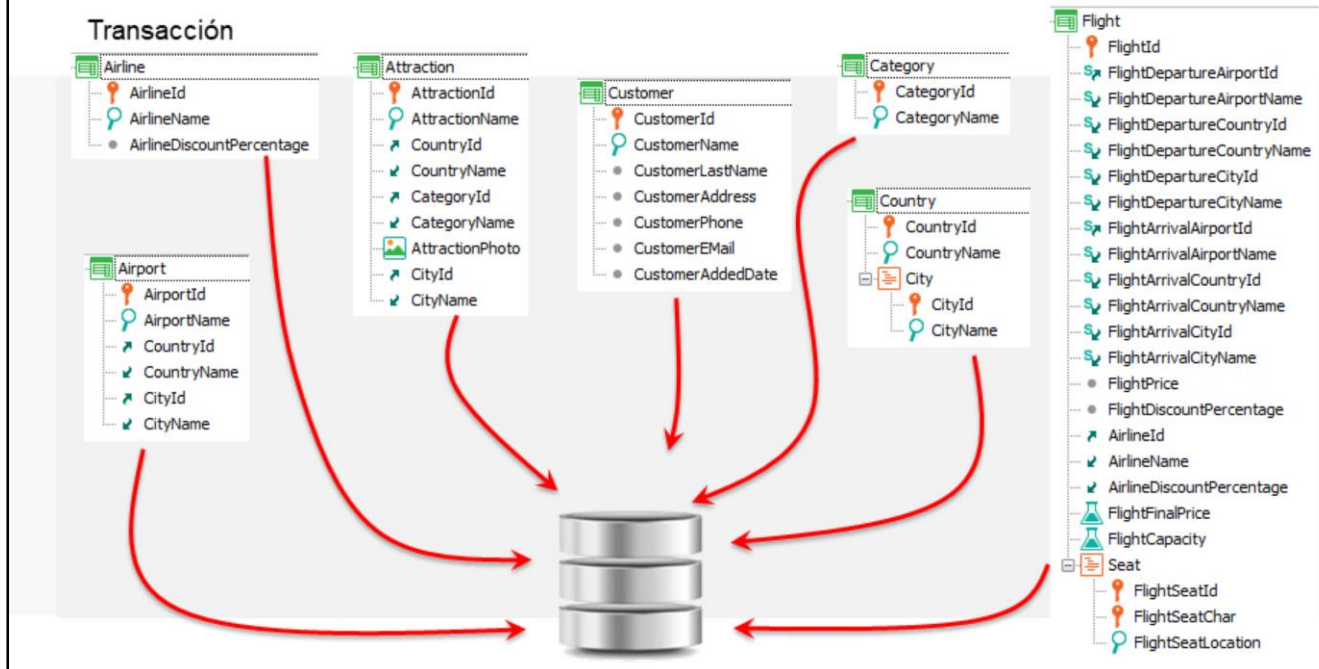 Transacción
Airline
AirlineId
AirlineName
AirlineDiscountPercentage
Airport
AirportId
AirportName
CountryId
CountryName
CityId
CityName
Attraction
AttractionId
AttractionName
CountryId
CountryName
CategoryId
CategoryName
AttractionPhoto
CityId
CityName
Customer
CustomerId
CustomerName
CustomerLastName
CustomerAddress
CustomerPhone
CustomerEMail
CustomerAddedDate
Category
CategoryId
CategoryName
Country
CountryId
CountryName
City
CityId
CityName
Flight
FlightId
FlightDepartureAirportId
FlightDepartureAirportName
FlightDepartureCountryId
FlightDepartureCountryName
FlightDepartureCityId
FlightDepartureCityName
FlightArrivalAirportId
FlightArrivalAirportName
FlightArrivalCountryId
FlightArrivalCountryName
FlightArrivalCityId
FlightArrivalCityName
FlightPrice
FlightDiscountPercentage
AirlineId
AirlineName
AirlineDiscountPercentage
FlightFinalPrice
FlightCapacity
Seat
FlightSeatId
FlightSeatChar
FlightSeatLocation